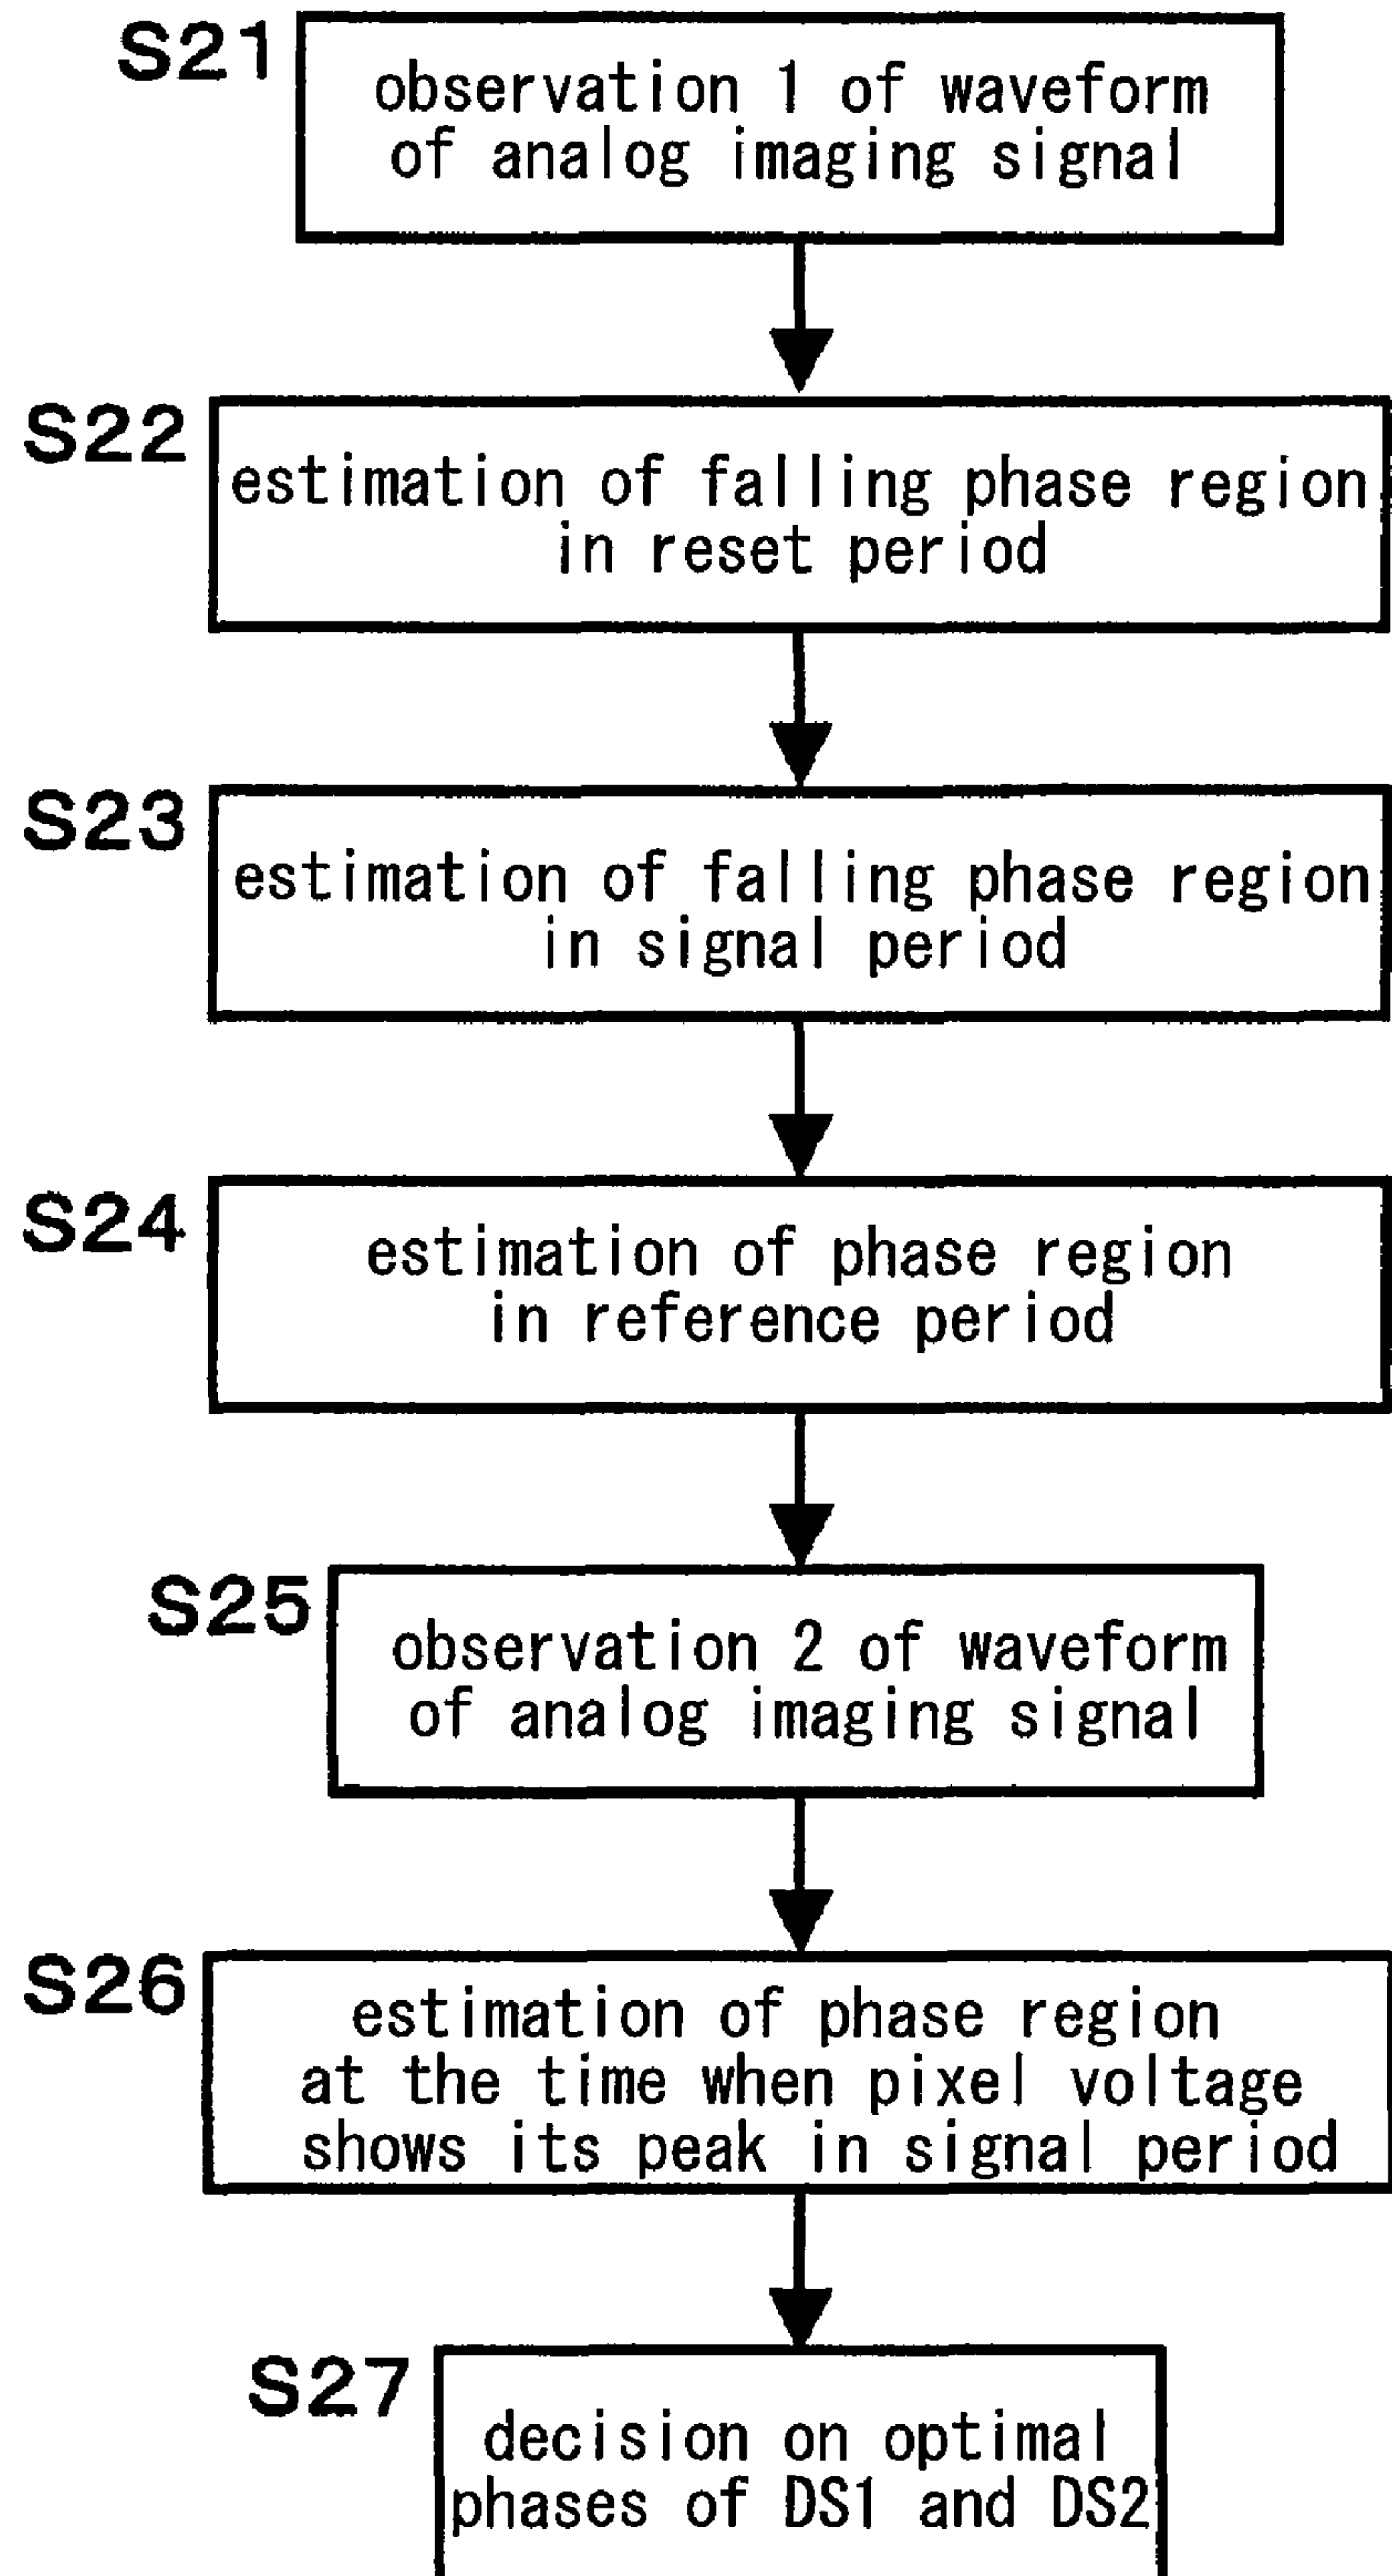 S21
observation 1 of waveform
of analog imaging signal
S22
estimation of falling phase region
in reset period
S23
estimation of falling phase region
in signal period
S24
estimation of phase region
in reference period
S25
observation 2 of waveform
of analog imaging signal
S26
estimation of phase region
at the time when pixel voltage
shows its peak in signal period
S27
decision on optimal
phases of DS1 and DS2